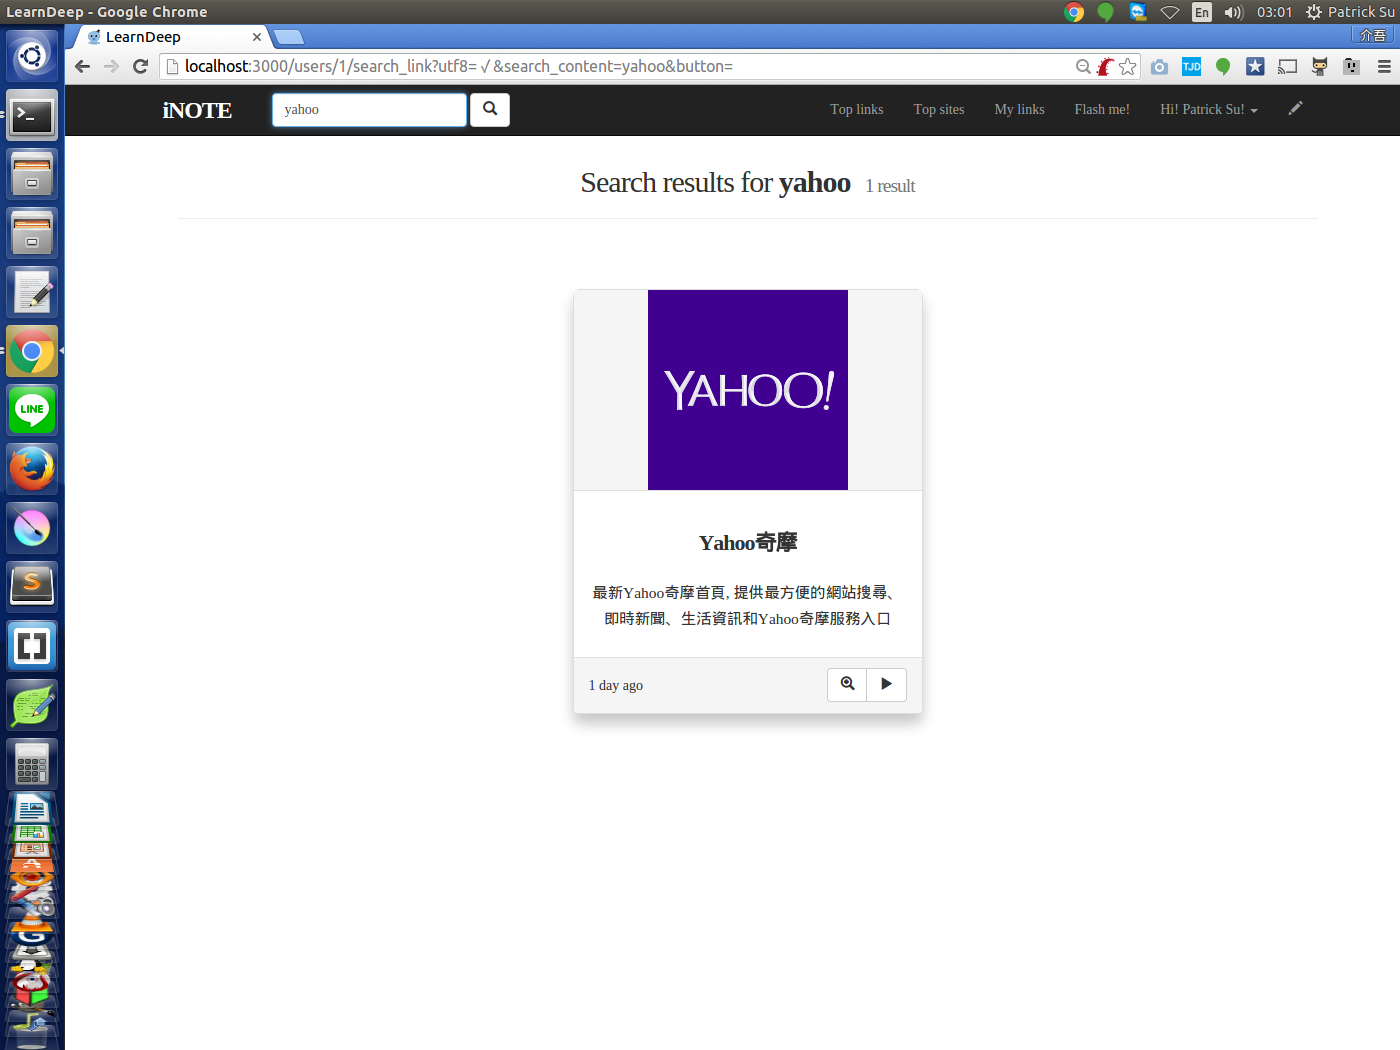 LearnDeep - Google Chrome
En
03:01
Patrick Su
LearnDeep
介吾
localhost:3000/users/1/search_link?utf8=√&search_content=yahoo&button=
TJD
iNOTE
yahoo
Top links
Top sites
My links
Flash me!
Hi! Patrick Su!
Search results for yahoo 1 result
YAHOO!
Yahoo奇摩
最新Yahoo奇摩首頁, 提供最方便的網站搜尋、
即時新聞、生活資訊和Yahoo奇摩服務入口
1 day ago
LINE